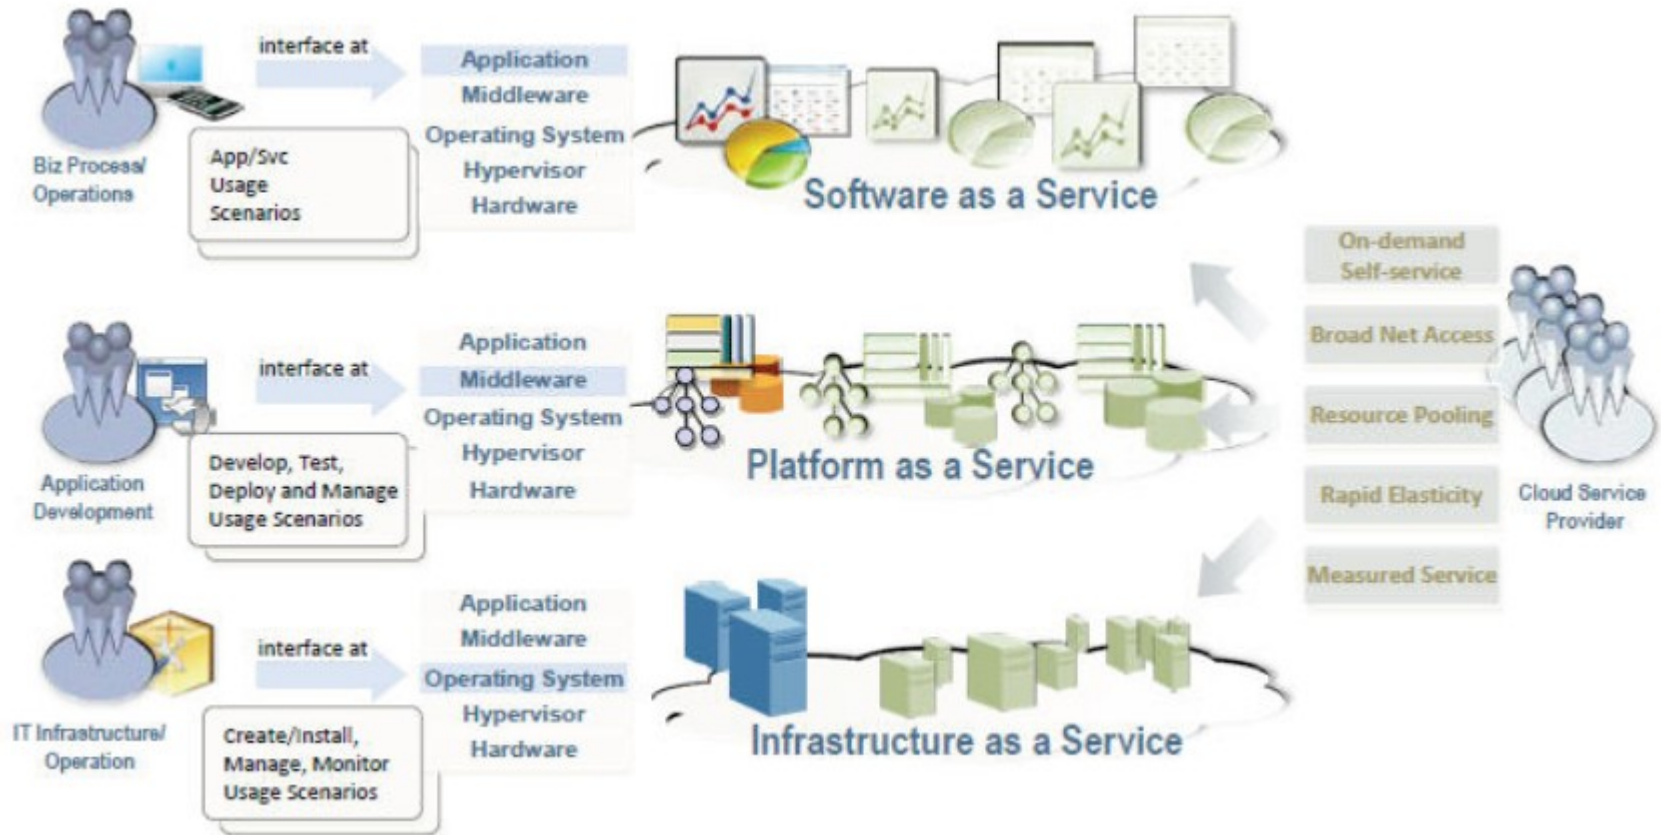 interface at
Application
Middleware
Operating System
Hypervisor
Hardware
Biz Process/
Operations
App/Svc
Usage
Scenarios
Software as a Service
interface at
Application
Middleware
Operating System
Hypervisor
Hardware
Application
Development
Develop, Test,
Deploy and Manage
Usage Scenarios
Platform as a Service
interface at
Application
Middleware
Operating System
Hypervisor
Hardware
IT Infrastructure/
Operation
Create/Install,
Manage, Monitor
Usage Scenarios
Infrastructure as a Service
On-demand
Self-service
Broad Net Access
Resource Pooling
Rapid Elasticity
Measured Service
Cloud Service
Provider